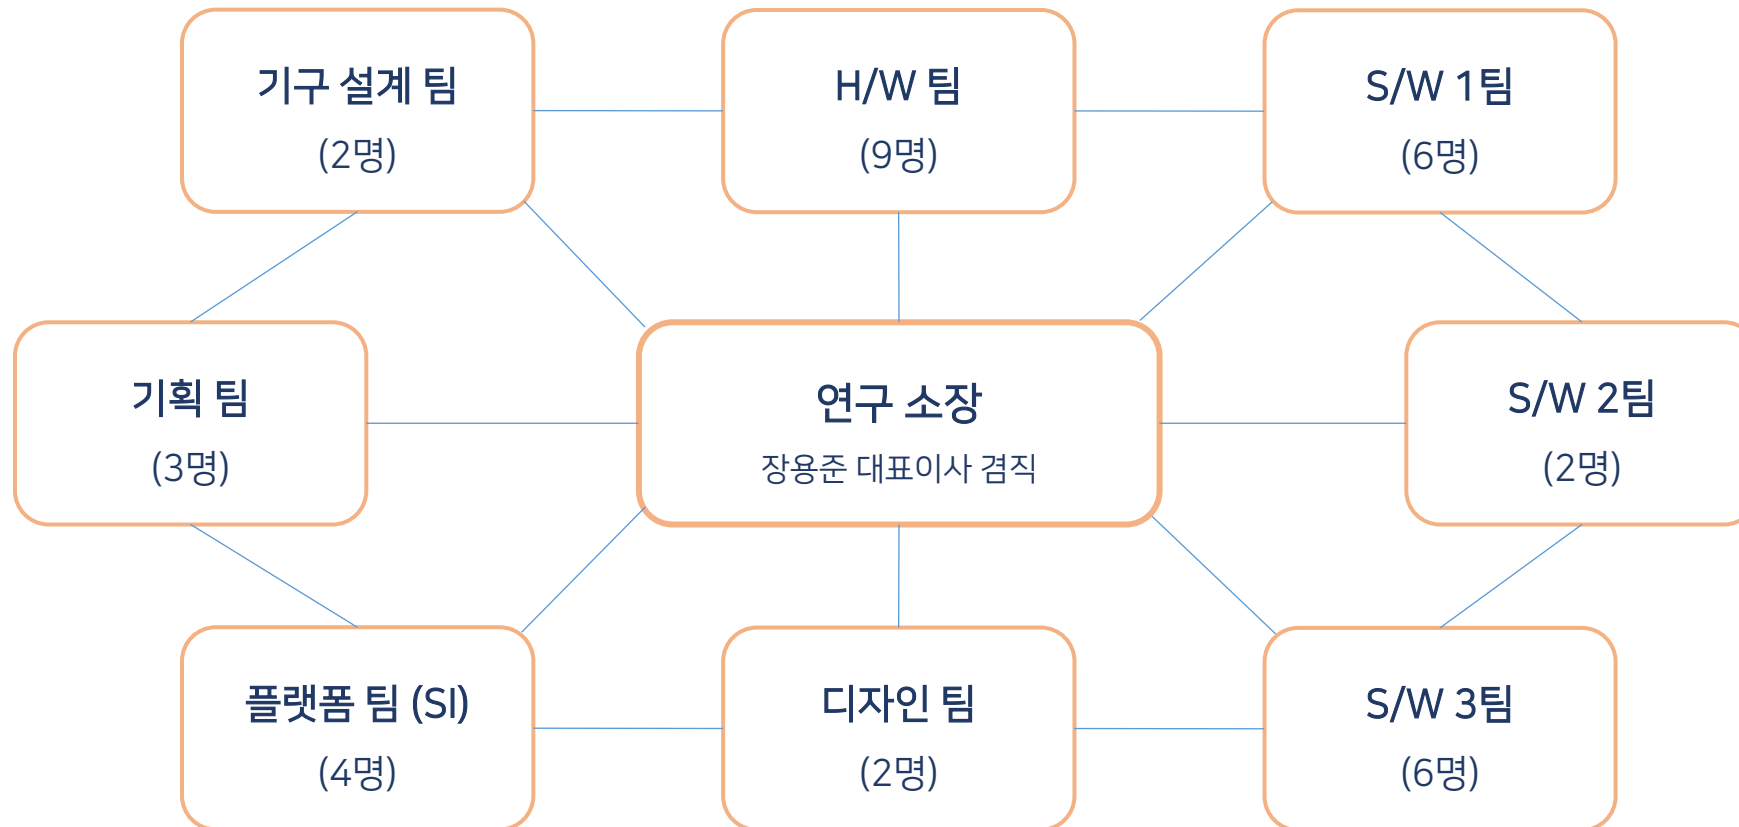 기구 설계 팀
(2명)
H/W 팀
(9명)
S/W 1팀
(6명)
기획 팀
(3명)
연구 소장
장용준 대표이사 겸직
S/W 2팀
(2명)
플랫폼 팀 (SI)
(4명)
디자인 팀
(2명)
S/W 3팀
(6명)